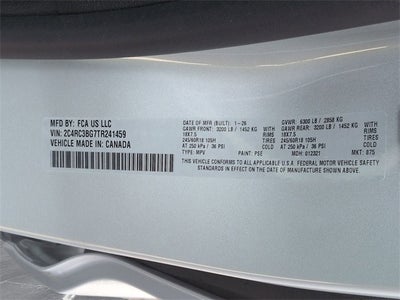 MFD BY: FCA US LLC
VIN: 2C4RC3BG7TR241459
VEHICLE MADE IN: CANADA
DATE OF MFR (BUILT): 1-26
GVWR: 6300 LB / 2858 KG
GAWR FRONT: 3200 LB / 1452 KG
GAWR REAR: 3200 LB / 1452 KG
18X7.5 RIMS
18X7.5 RIMS
245/60R18 105H TIRES
245/60R18 105H TIRES
AT 250 kPa / 36 PSI
AT 250 kPa / 36 PSI
THIS VEHICLE CONFORMS TO ALL APPLICABLE U.S.A. FEDERAL MOTOR VEHICLE SAFETY
STANDARDS IN EFFECT ON THE DATE OF MANUFACTURE SHOWN ABOVE.
TYPE: MPV PAINT: PSE MDH: 012321 MKT: 875